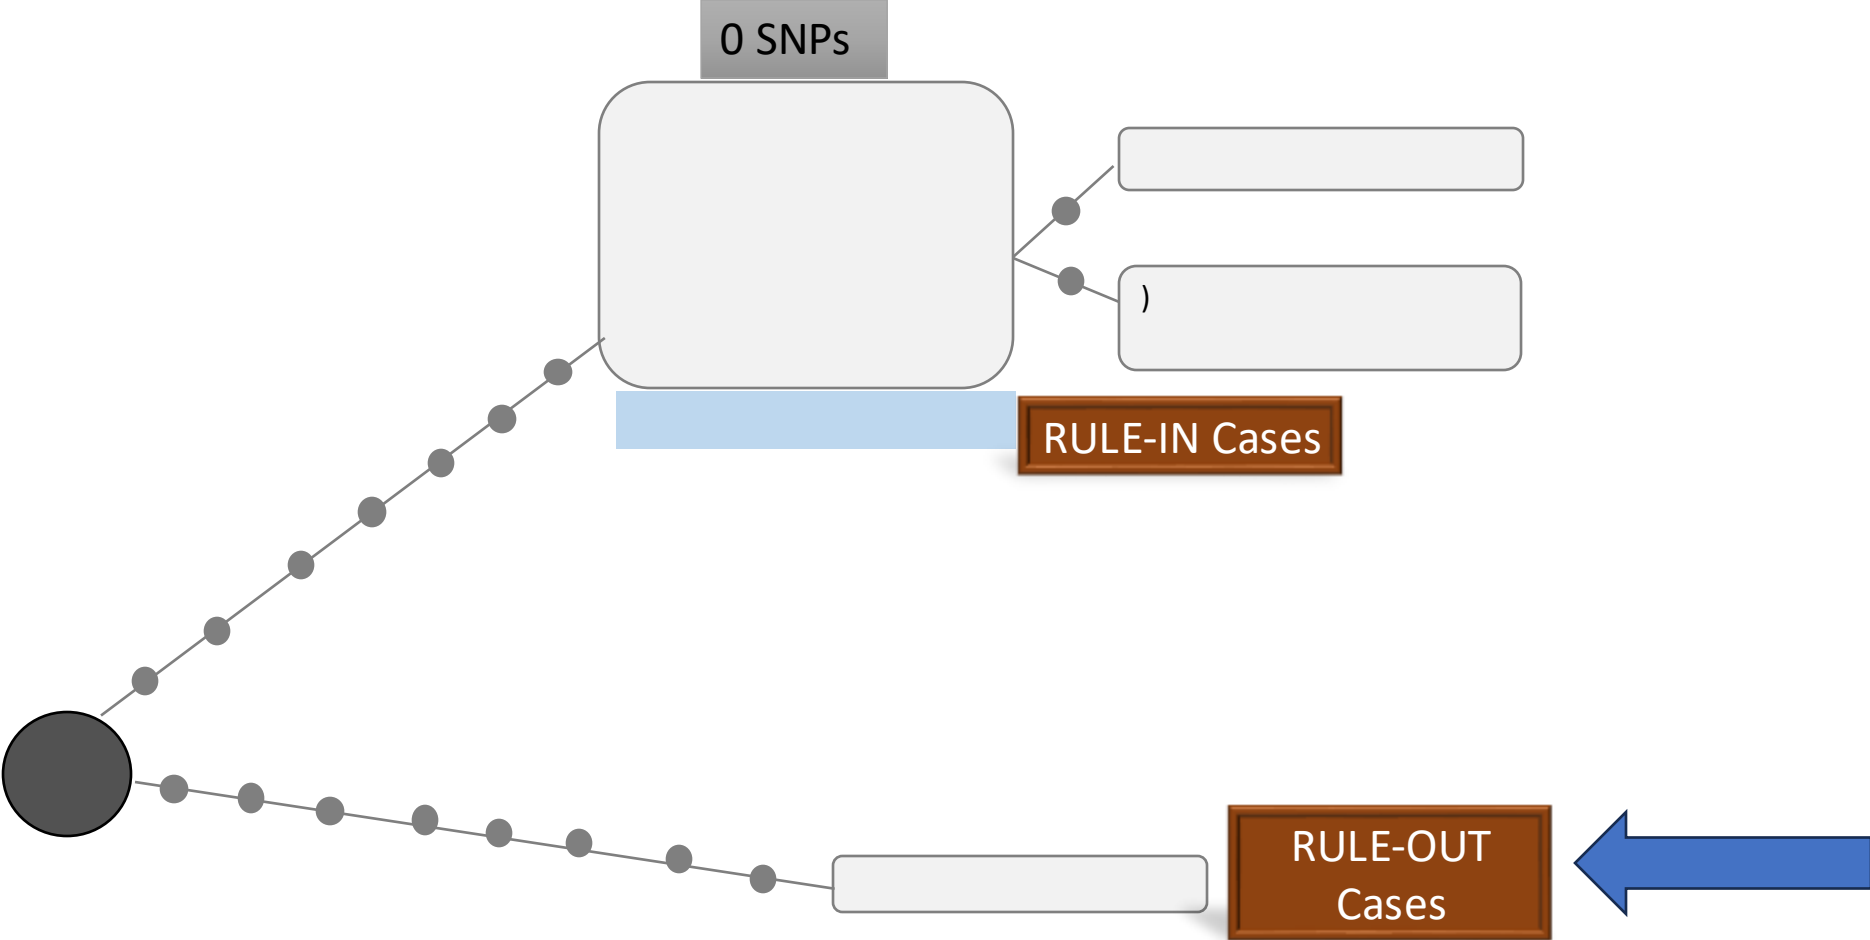 0 SNPs
)
RULE-IN Cases
RULE-OUT
Cases